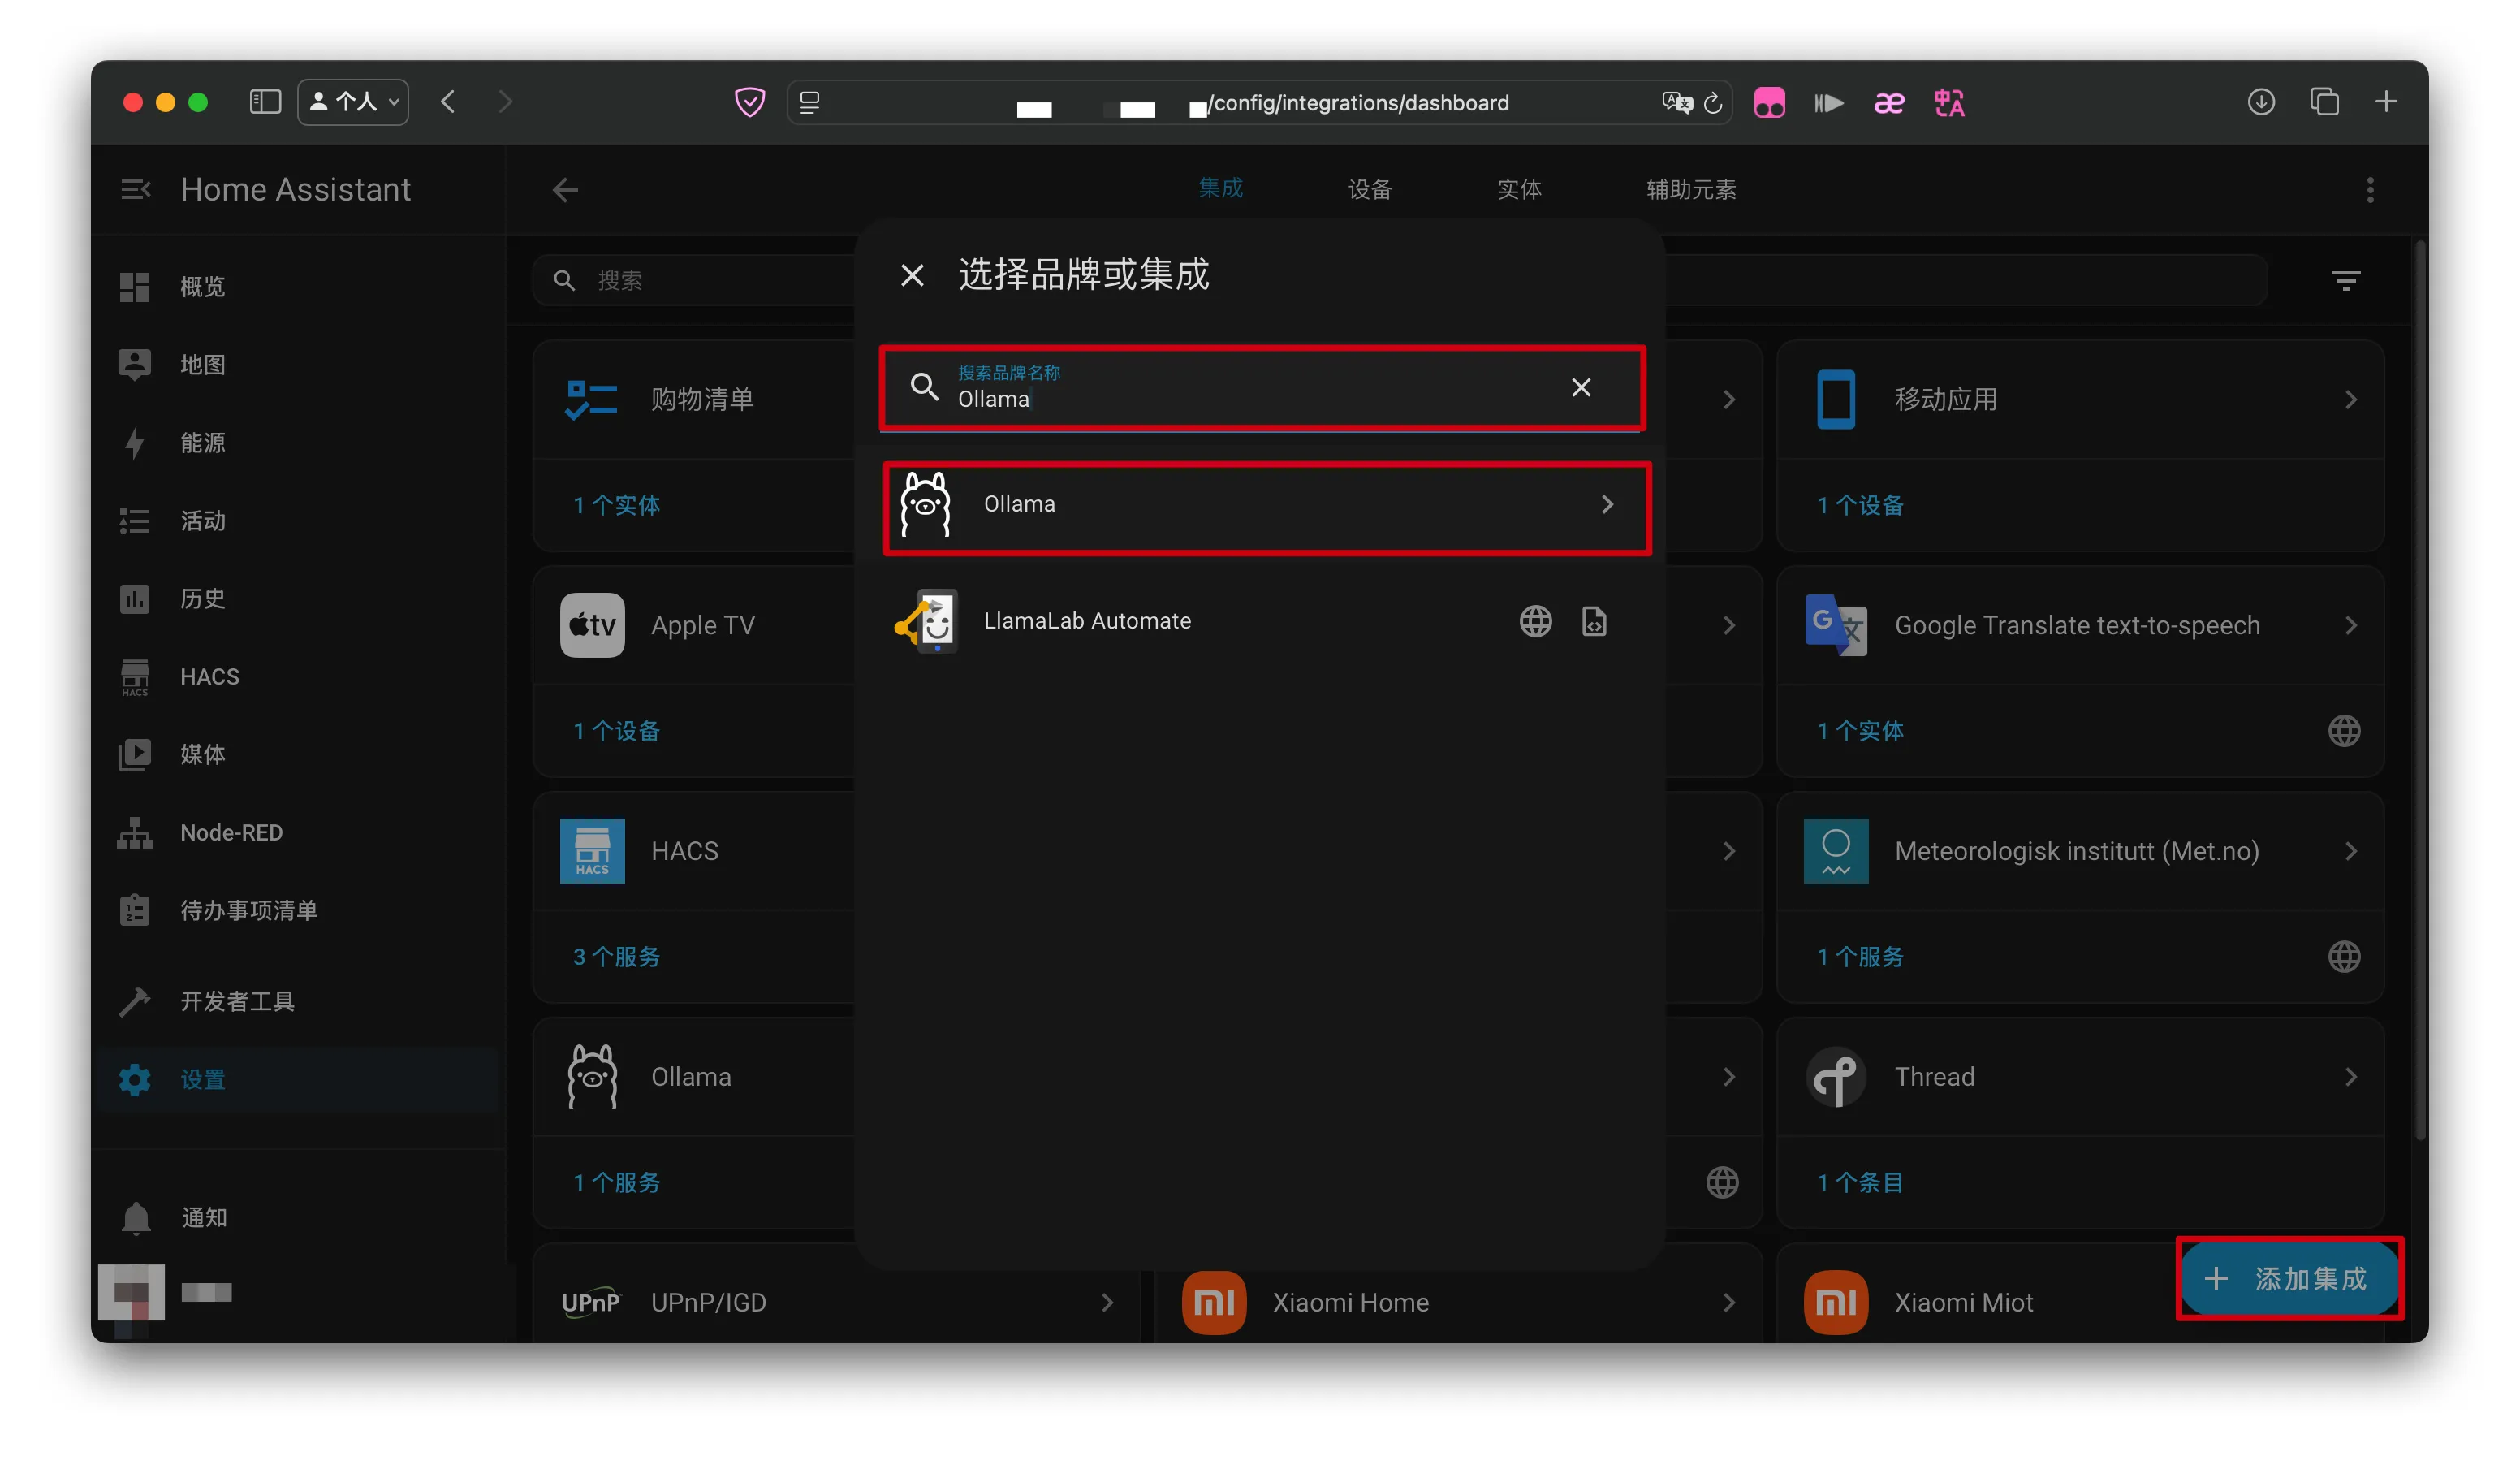 个人
/config/integrations/dashboard
Home Assistant
集成
设备
实体
辅助元素
概览
地图
能源
活动
历史
HACS
HACS
媒体
Node-RED
待办事项清单
开发者工具
设置
通知
搜索
选择品牌或集成
搜索品牌名称
Ollama
Ollama
LlamaLab Automate
购物清单
1 个实体
移动应用
1 个设备
tv
Apple TV
1 个设备
Google Translate text-to-speech
1 个实体
HACS
HACS
3 个服务
Meteorologisk institutt (Met.no)
1 个服务
Ollama
1 个服务
Thread
1 个条目
UPnP
UPnP/IGD
Xiaomi Home
Xiaomi Miot
添加集成